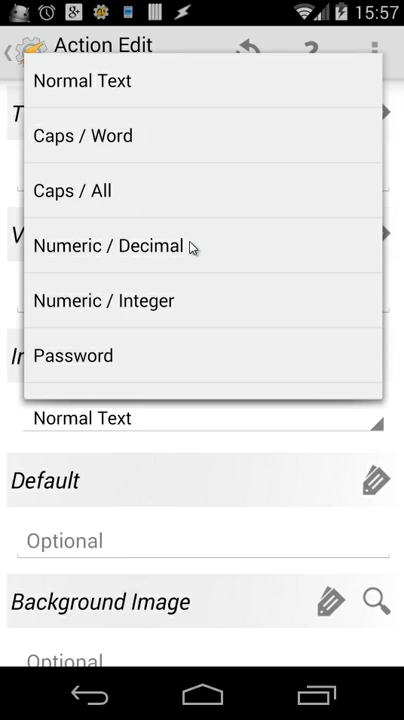 15:57
Action Edit
?
T
Normal Text
Caps / Word
Caps / All
V
Numeric / Decimal
Numeric / Integer
Password
Normal Text
Default
Optional
Background Image
Optional